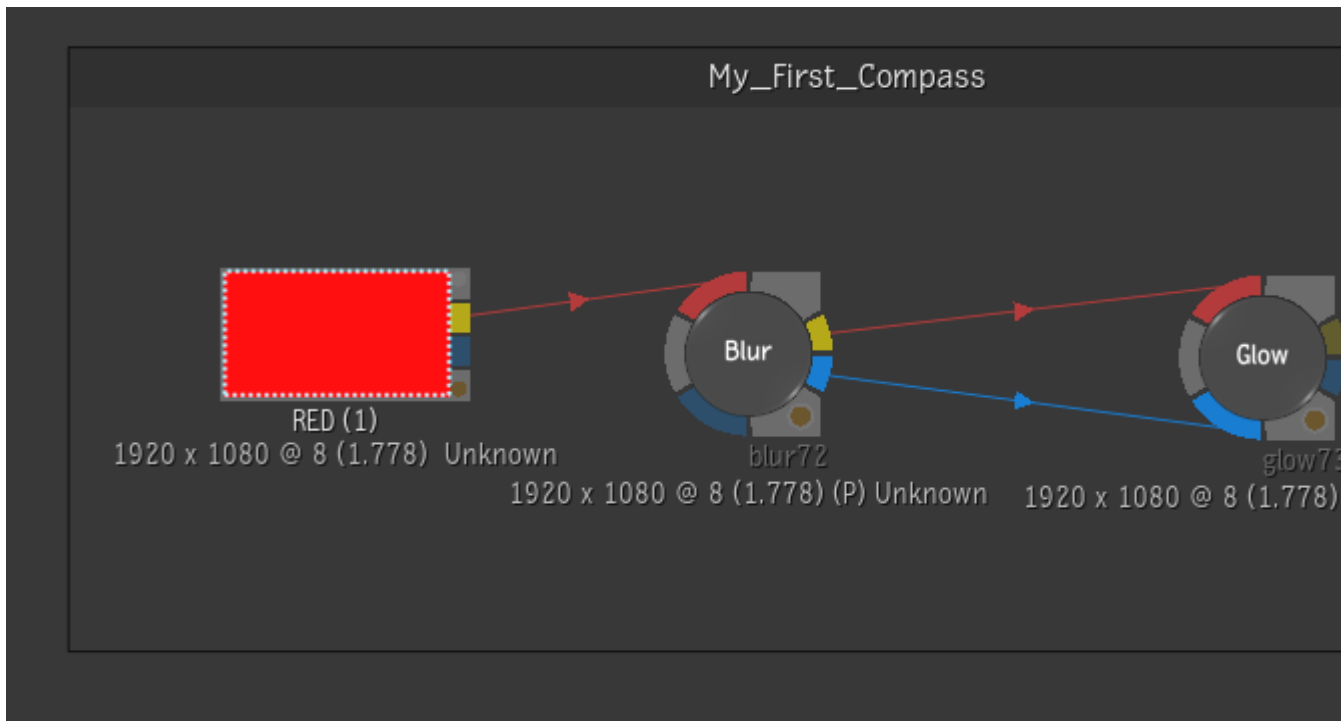 My_First_Compass
Blur
Glow
RED (1)
1920 x 1080 @ 8 (1.778) Unknown
blur72
glow73
1920 x 1080 @ 8 (1.778) (P) Unknown
1920 x 1080 @ 8 (1.778)